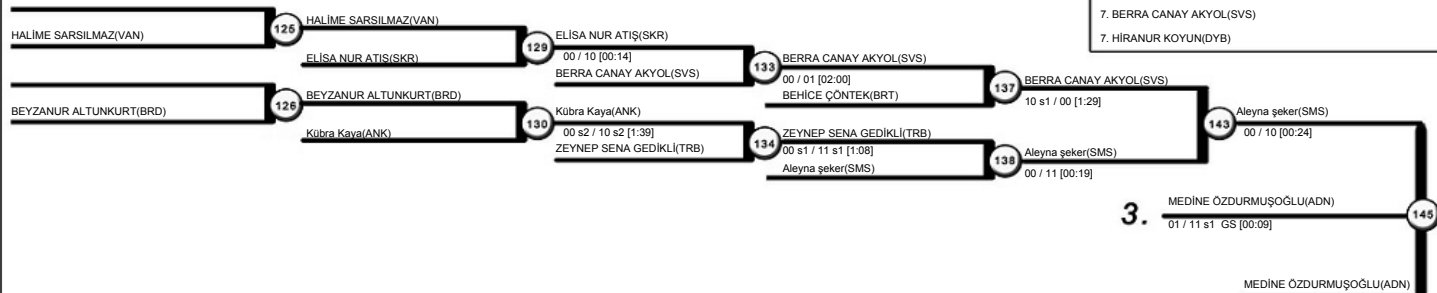 7. BERRA CANAY AKYOL(SVS)
7. HİRANUR KOYUN(DYB)
HALİME SARSILMAZ(VAN)
125
HALİME SARSILMAZ(VAN)
ELİSA NUR ATIŞ(SKR)
129
ELİSA NUR ATIŞ(SKR)
00 / 10 [00:14]
BERRA CANAY AKYOL(SVS)
133
BERRA CANAY AKYOL(SVS)
00 / 01 [02:00]
BEHİCE ÇÖNTEK(BRT)
137
BERRA CANAY AKYOL(SVS)
10 s1 / 00 [1:29]
BEYZANUR ALTUNKURT(BRD)
126
BEYZANUR ALTUNKURT(BRD)
Kübra Kaya(ANK)
130
Kübra Kaya(ANK)
00 s2 / 10 s2 [1:39]
ZEYNEP SENA GEDİKLİ(TRB)
134
ZEYNEP SENA GEDİKLİ(TRB)
00 s1 / 11 s1 [1:08]
Aleyna şeker(SMS)
138
Aleyna şeker(SMS)
00 / 11 [00:19]
143
Aleyna şeker(SMS)
00 / 10 [00:24]
3.
MEDİNE ÖZDURMUŞOĞLU(ADN)
01 / 11 s1 GS [00:09]
145
MEDİNE ÖZDURMUŞOĞLU(ADN)